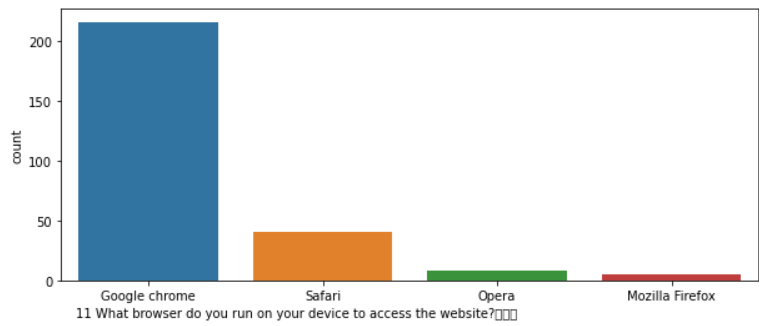 200
150
100
50
0
count
Google chrome Safari Opera Mozilla Firefox
11 What browser do you run on your device to access the website?